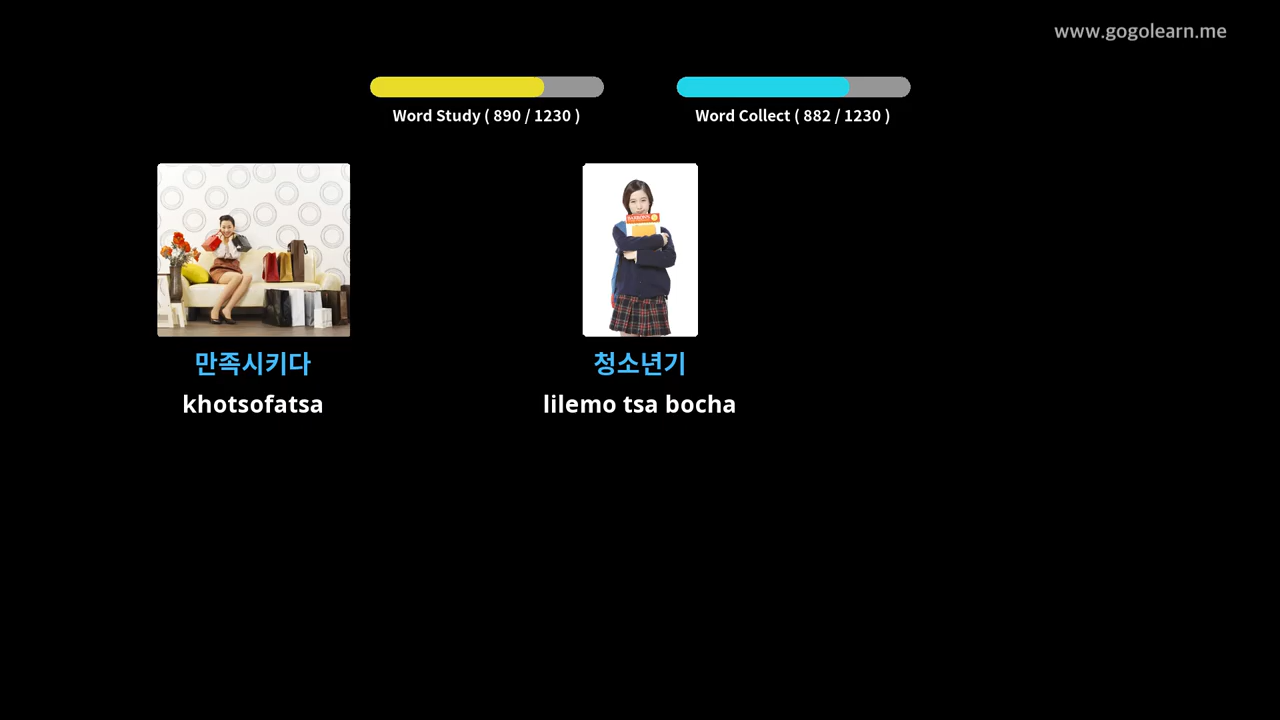 www.gogolearn.me
Word Study ( 890 / 1230 )
Word Collect ( 882 / 1230 )
만족시키다
청소년기
khotsofatsa
lilemo tsa bocha